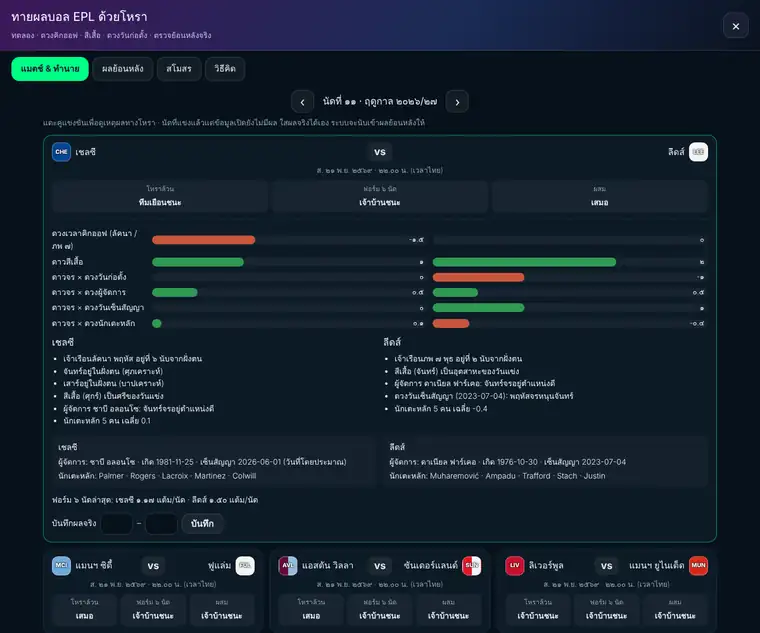 ทายผลบอล EPL ด้วยโหรา
ทดลอง · ดวงคิกออฟ · สีเสื้อ · ดวงวันก่อตั้ง · ตรวจย้อนหลังจริง
×
แมตช์ & ทำนาย ผลย้อนหลัง สโมสร วิธีคิด
‹ นัดที่ ๑๑ · ฤดูกาล ๒๐๒๖/๒๗ ›
แตะคู่แข่งขันเพื่อดูเหตุผลทางโหรา · นัดที่แข่งแล้วแต่ข้อมูลเปิดยังไม่มีผล ใส่ผลจริงได้เอง ระบบจะนับเข้าผลย้อนหลังให้
CHE เชลซี VS ลีดส์ LEE
ส. ๒๑ พ.ย. ๒๕๖๙ · ๒๒.๐๐ น. (เวลาไทย)
โหราล้วน ฟอร์ม ๖ นัด ผสม
ทีมเยือนชนะ เจ้าบ้านชนะ เสมอ
ดวงเวลาคิกออฟ (ลัคนา / ภพ ๗) -๑.๕ ๐
ดาวสีเสื้อ ๑ ๒
ดาวจร × ดวงวันก่อตั้ง ๐ -๑
ดาวจร × ดวงผู้จัดการ ๐.๕ ๐.๕
ดาวจร × ดวงวันเซ็นสัญญา ๐ ๑
ดาวจร × ดวงนักเตะหลัก ๐.๑ -๐.๔
เชลซี
• เจ้าเรือนลัคนา พฤหัส อยู่ที่ ๖ นับจากฝั่งตน
• จันทร์อยู่ในฝั่งตน (ศุภเคราะห์)
• เสาร์อยู่ในฝั่งตน (บาปเคราะห์)
• สีเสื้อ (ศุกร์) เป็นศรีของวันแข่ง
• ผู้จัดการ ชาบี อลอนโซ: จันทร์จรอยู่ตำแหน่งดี
• นักเตะหลัก 5 คน เฉลี่ย 0.1
ลีดส์
• เจ้าเรือนภพ ๗ พุธ อยู่ที่ ๒ นับจากฝั่งตน
• สีเสื้อ (จันทร์) เป็นอุตสาหะของวันแข่ง
• ผู้จัดการ ดาเนียล ฟาร์เคอ: จันทร์จรอยู่ตำแหน่งดี
• ดวงวันเซ็นสัญญา (2023-07-04): พฤหัสจรหนุนจันทร์
• นักเตะหลัก 5 คน เฉลี่ย -0.4
เชลซี
ผู้จัดการ: ชาบี อลอนโซ · เกิด 1981-11-25 · เซ็นสัญญา 2026-06-01 (วันที่โดยประมาณ)
นักเตะหลัก: Palmer · Rogers · Lacroix · Martinez · Colwill
ลีดส์
ผู้จัดการ: ดาเนียล ฟาร์เคอ · เกิด 1976-10-30 · เซ็นสัญญา 2023-07-04
นักเตะหลัก: Muharemović · Ampadu · Trafford · Stach · Justin
ฟอร์ม ๖ นัดล่าสุด: เชลซี ๑.๑๗ แต้ม/นัด · ลีดส์ ๑.๕๐ แต้ม/นัด
บันทึกผลจริง – บันทึก
MCI แมนฯ ซิตี้ VS ฟูแล่ม FUL
ส. ๒๑ พ.ย. ๒๕๖๙ · ๒๒.๐๐ น. (เวลาไทย)
โหราล้วน ฟอร์ม ๖ นัด ผสม
เสมอ เจ้าบ้านชนะ เจ้าบ้านชนะ
AVL แอสตัน วิลลา VS ซันเดอร์แลนด์ SUN
ส. ๒๑ พ.ย. ๒๕๖๙ · ๒๒.๐๐ น. (เวลาไทย)
โหราล้วน ฟอร์ม ๖ นัด ผสม
เสมอ เจ้าบ้านชนะ เจ้าบ้านชนะ
LIV ลิเวอร์พูล VS แมนฯ ยูไนเต็ด MUN
ส. ๒๑ พ.ย. ๒๕๖๙ · ๒๒.๐๐ น. (เวลาไทย)
โหราล้วน ฟอร์ม ๖ นัด ผสม
เจ้าบ้านชนะ เจ้าบ้านชนะ เจ้าบ้านชนะ